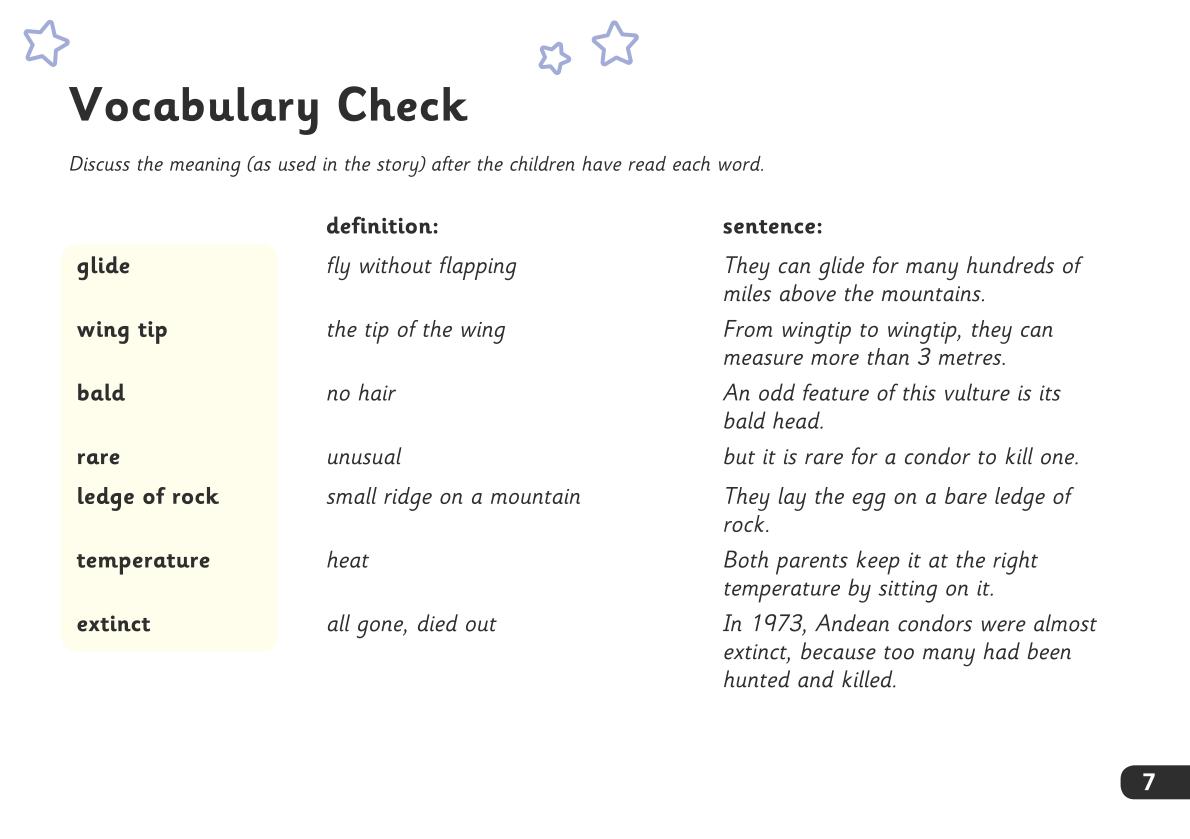 Vocabulary Check
Discuss the meaning (as used in the story) after the children have read each word.
definition: sentence:
glide fly without flapping They can glide for many hundreds of
miles above the mountains.
wing tip the tip of the wing From wingtip to wingtip, they can
measure more than 3 metres.
bald no hair An odd feature of this vulture is its
bald head.
rare unusual but it is rare for a condor to kill one.
ledge of rock small ridge on a mountain They lay the egg on a bare ledge of
rock.
temperature heat Both parents keep it at the right
temperature by sitting on it.
extinct all gone, died out In 1973, Andean condors were almost
extinct, because too many had been
hunted and killed.
7